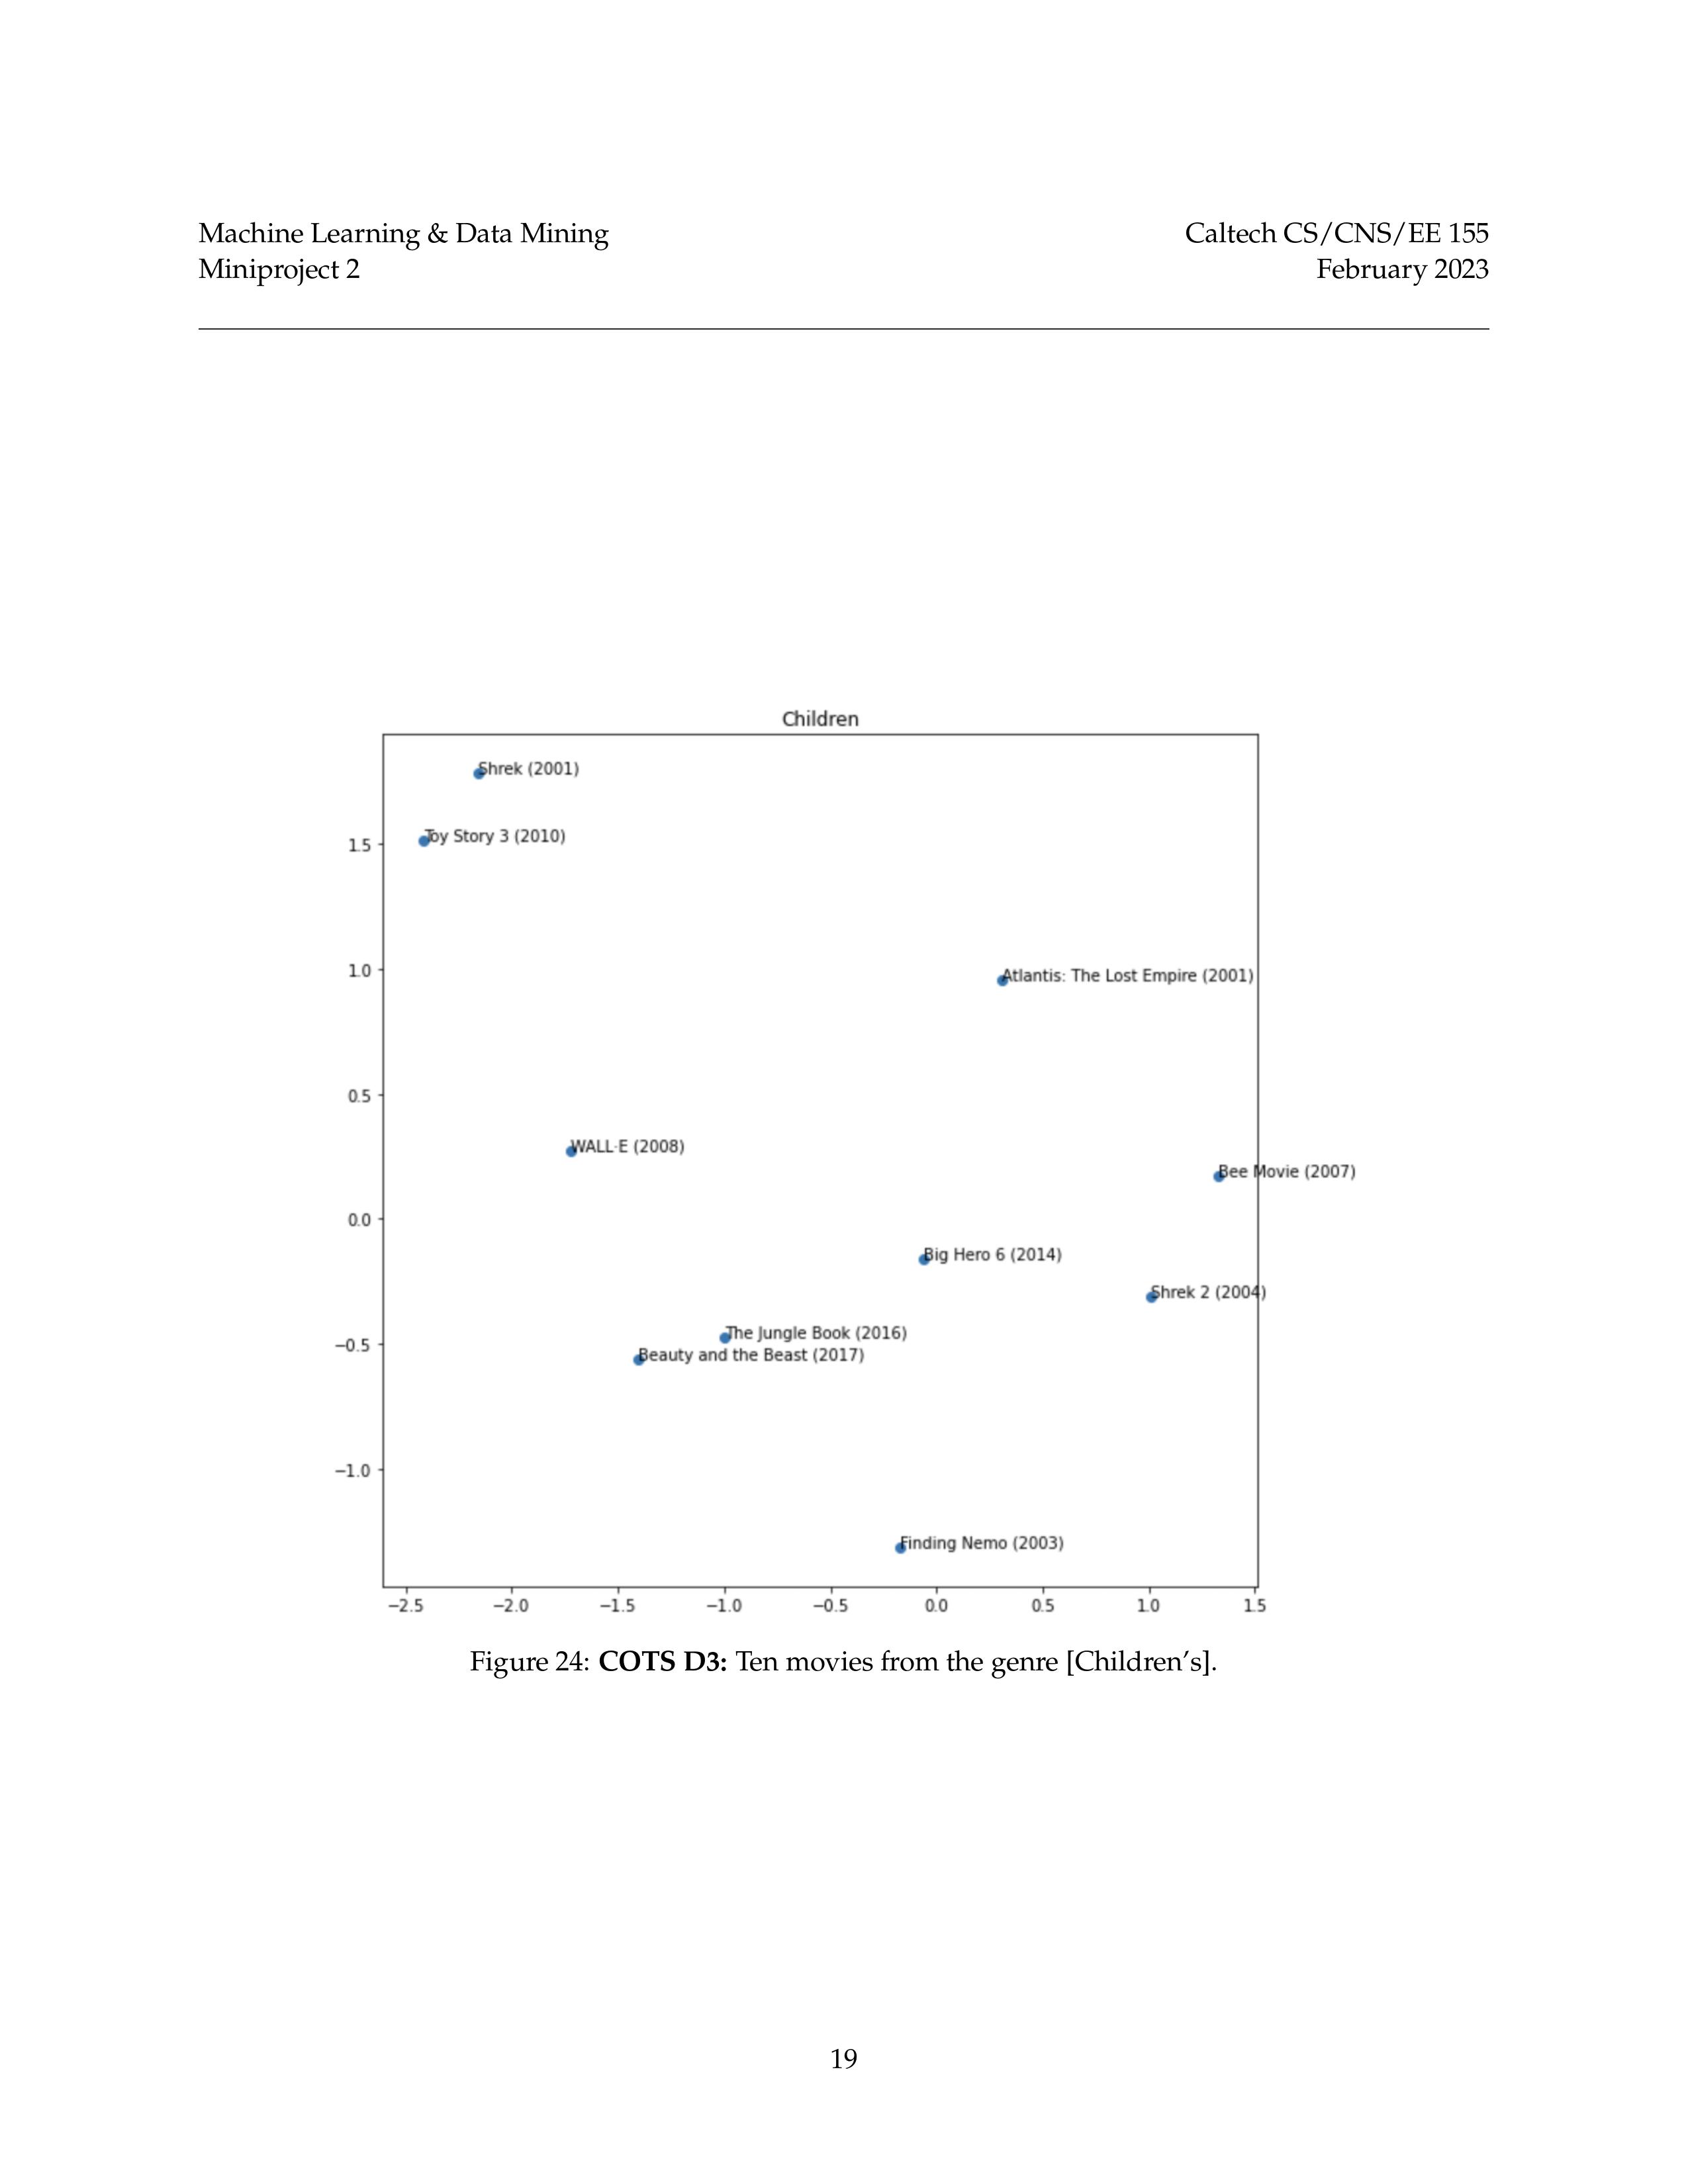 Machine Learning & Data Mining
Caltech CS/CNS/EE 155
Miniproject 2
February 2023
Children
Shrek (2001)
Toy Story 3 (2010)
1.5
1.0
Atlantis: The Lost Empire (2001)
0.5
WALL·E (2008)
Bee Movie (2007)
0.0
Big Hero 6 (2014)
Shrek 2 (2004)
The Jungle Book (2016)
−0.5
Beauty and the Beast (2017)
−1.0
Finding Nemo (2003)
−2.5 −2.0 −1.5 −1.0 −0.5 0.0 0.5 1.0 1.5
Figure 24: COTS D3: Ten movies from the genre [Children's].
19